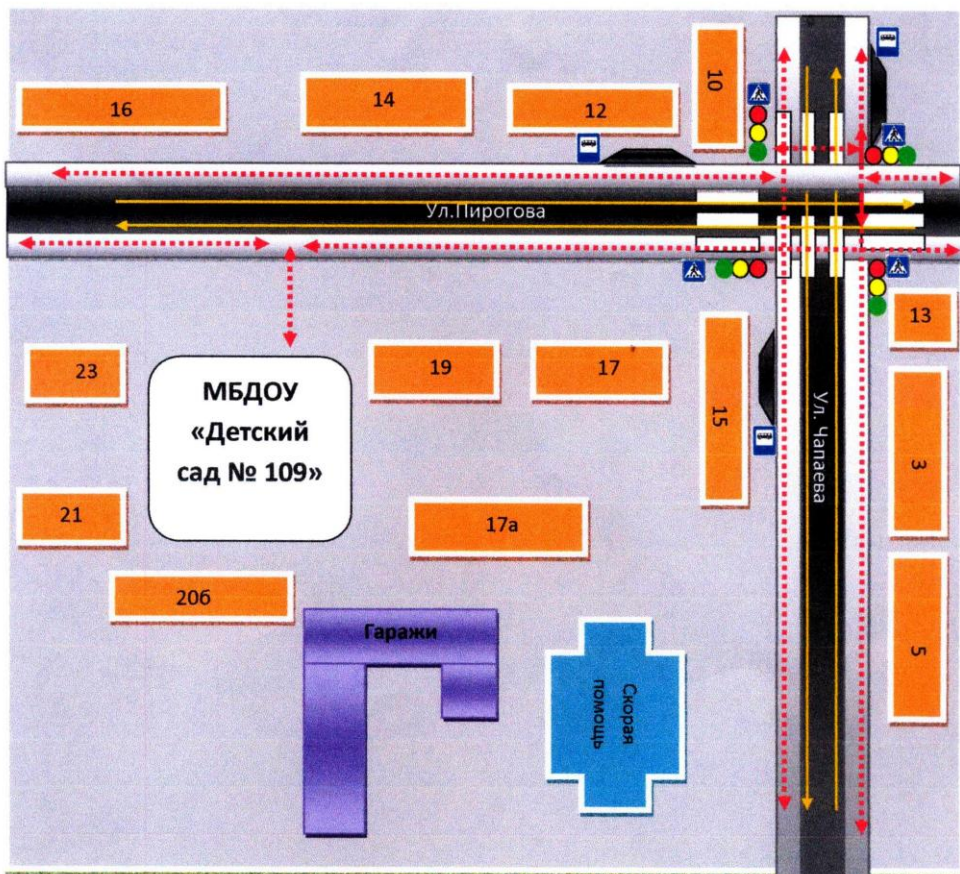 10
16
14
12
Ул.Пирогова
13
23
МБДОУ
«Детский
сад № 109»
19
17
15
Ул. Чапаева
3
21
17а
20б
Гаражи
Скорая
помощь
5